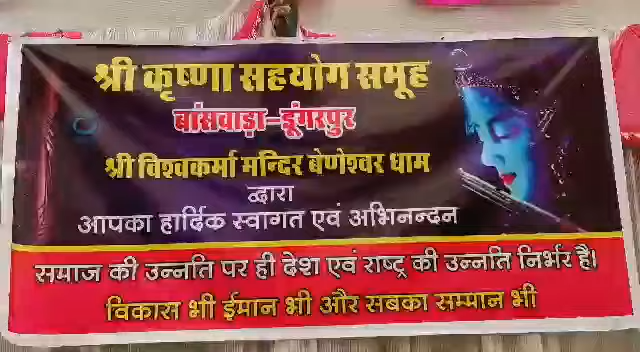 श्री कृष्णा सहयोग समूह
बांसवाड़ा-डूंगरपुर
श्री विश्वकर्मा मन्दिर बेणेश्वर धाम
द्वारा
आपका हार्दिक स्वागत एवं अभिनन्दन
समाज की उन्नति पर ही देश एवं राष्ट्र की उन्नति निर्भर है।
विकास भी ईमान भी और सबका सम्मान भी